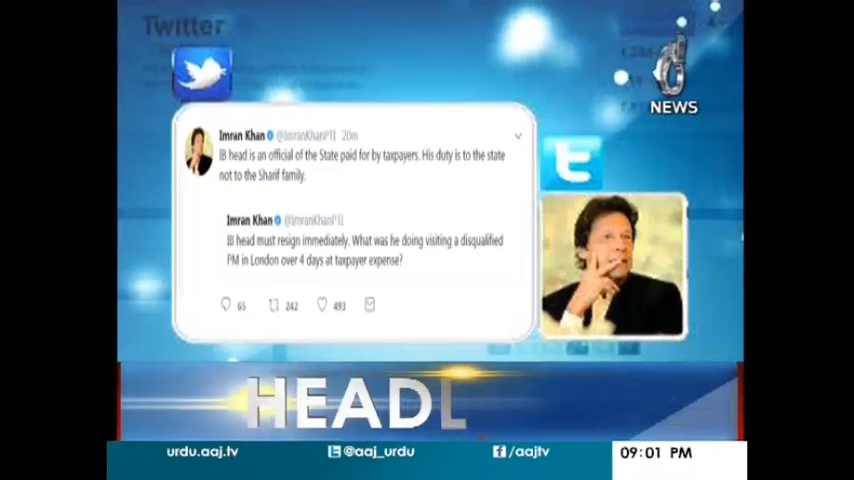 Twitter
NEWS
Imran Khan @ImranKhanPTI 20m
IB head is an official of the State paid for by taxpayers. His duty is to the state
not to the Sharif family.
Imran Khan @ImranKhanPTI
IB head must resign immediately. What was he doing visiting a disqualified
PM in London over 4 days at taxpayer expense?
65 242 493
HEADL
urdu.aaj.tv @aaj_urdu /aajtv 09:01 PM